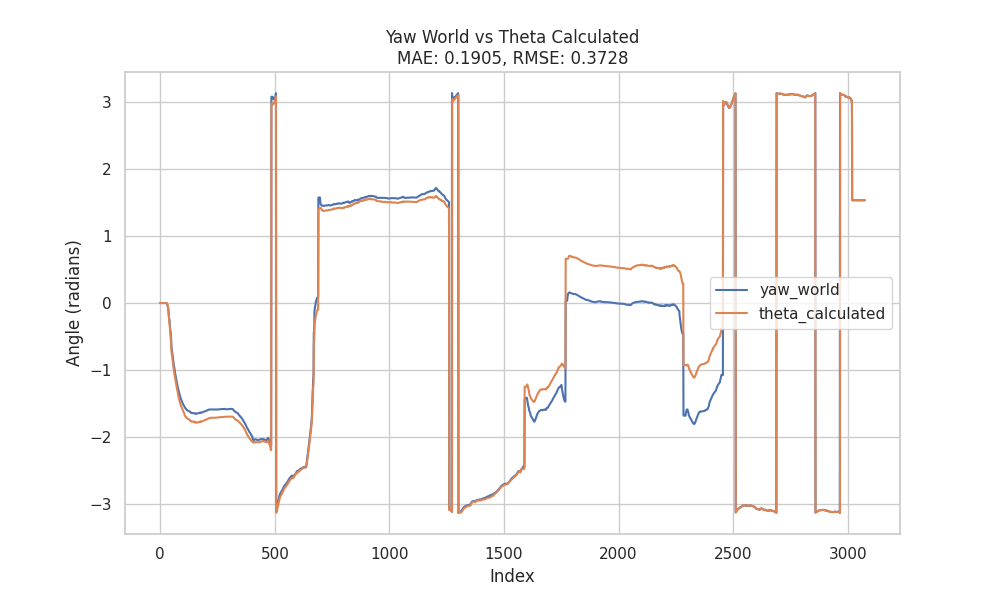 Yaw World vs Theta Calculated
MAE: 0.1905, RMSE: 0.3728
Angle (radians)
3
2
1
0
−1
−2
−3
yaw_world
theta_calculated
0
500
1000
1500
2000
2500
3000
Index